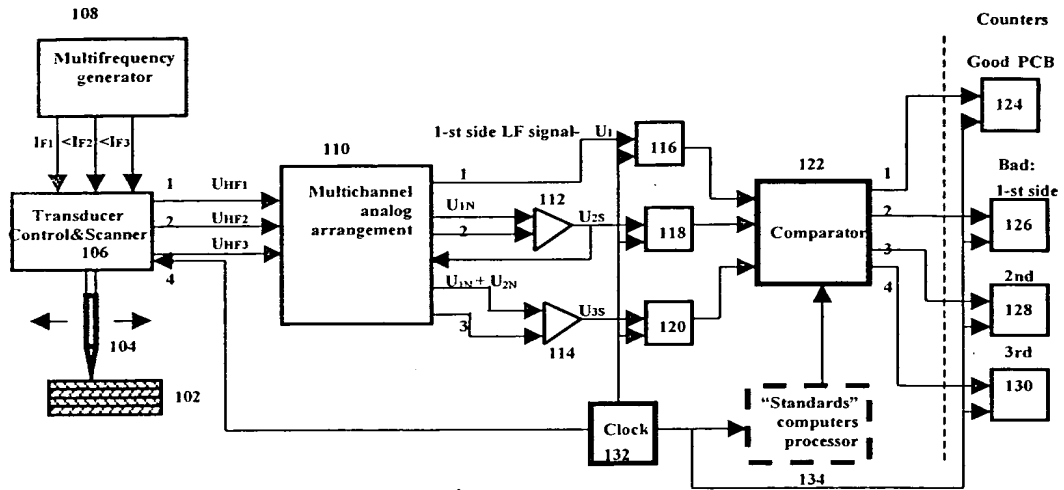 108
Multifrequency
generator
IF1 <IF2 <IF3
Transducer
Control&Scanner
106
1
2
3
4
UHF1
UHF2
UHF3
104
102
110
Multichannel
analog
arrangement
1
2
3
1-st side LF signal- U1
U1N
112
U2S
U1N + U2N
114
U3S
116
118
120
122
Comparator
1
2
3
4
Clock
132
"Standards"
computers
processor
134
Counters
Good PCB
124
Bad:
1-st side
126
2nd
128
3rd
130